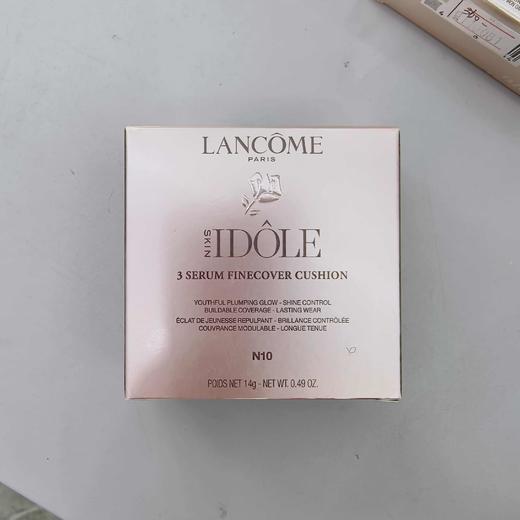 LANCÔME
PARIS
SKIN
IDÔLE
3 SERUM FINECOVER CUSHION
YOUTHFUL PLUMPING GLOW - SHINE CONTROL
BUILDABLE COVERAGE - LASTING WEAR
ÉCLAT DE JEUNESSE REPULPANT - BRILLANCE CONTRÔLÉE
COUVRANCE MODULABLE - LONGUE TENUE
N10
POIDS NET 14g - NET WT. 0.49 OZ.